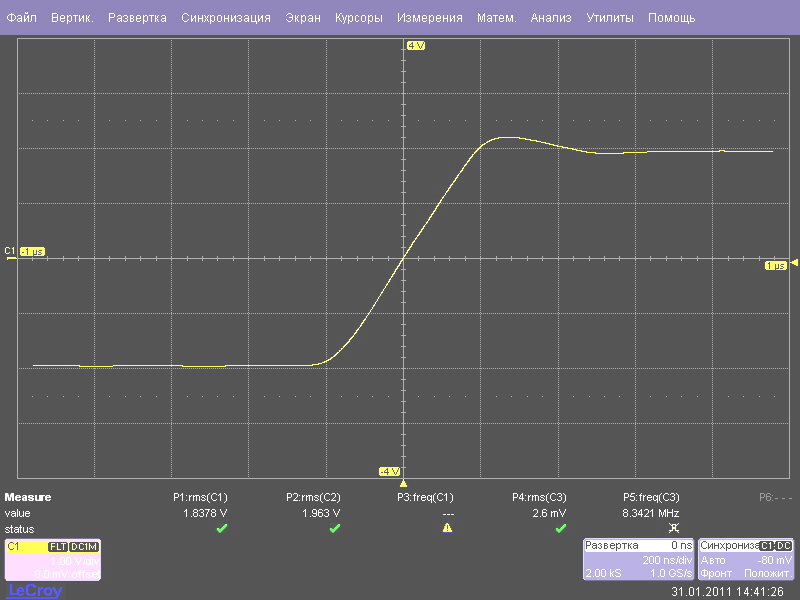 Файл Вертик. Развертка Синхронизация Экран Курсоры Измерения Матем. Анализ Утилиты Помощь
4 V
C1 -1 µs
1 µs
-4 V
Measure P1:rms(C1) P2:rms(C2) P3:freq(C1) P4:rms(C3) P5:freq(C3) P6:- - -
value 1.8378 V 1.963 V --- 2.6 mV 8.3421 MHz
status
C1 FLT DC1M
1.00 V/div
0.0 mV offset
Развертка 0 ns
200 ns/div
2.00 kS 1.0 GS/s
Синхрониза C1 DC
Авто -80 mV
Фронт Положит.
LeCroy
31.01.2011 14:41:26